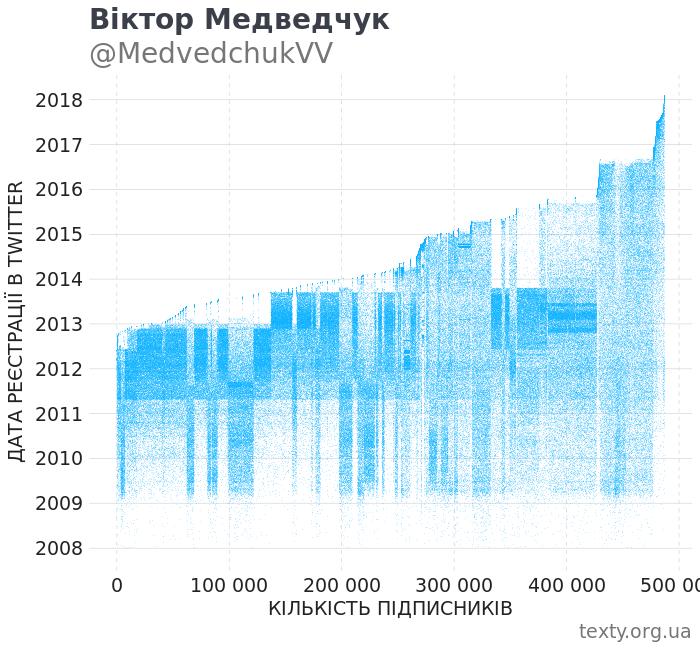 Віктор Медведчук
@MedvedchukVV
2018
2017
2016
2015
2014
2013
2012
2011
2010
2009
2008
ДАТА РЕЄСТРАЦІЇ В TWITTER
0 100 000 200 000 300 000 400 000 500 00
КІЛЬКІСТЬ ПІДПИСНИКІВ
texty.org.ua